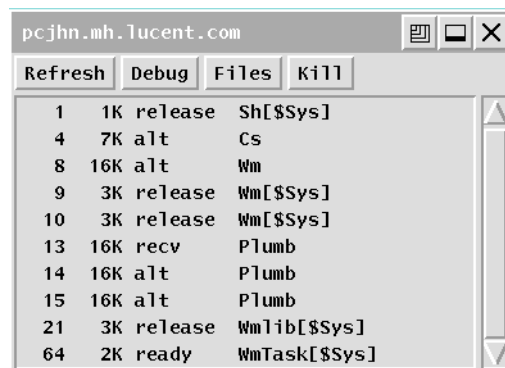 pcjhn.mh.lucent.com
Refresh Debug Files Kill
1 1K release Sh[$Sys]
4 7K alt Cs
8 16K alt Wm
9 3K release Wm[$Sys]
10 3K release Wm[$Sys]
13 16K recv Plumb
14 16K alt Plumb
15 16K alt Plumb
21 3K release Wmlib[$Sys]
64 2K ready WmTask[$Sys]